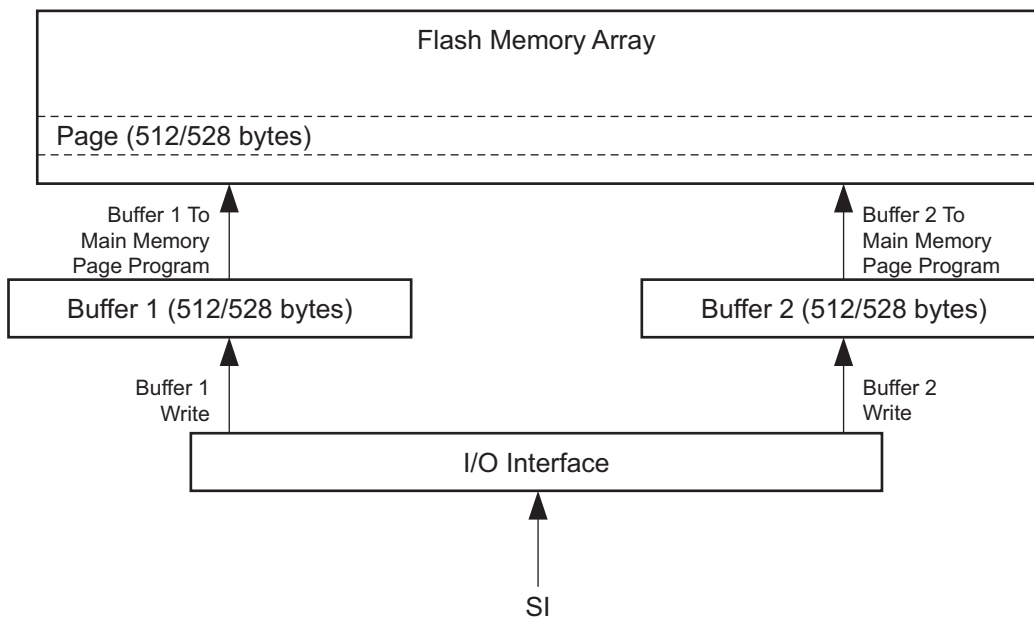 Flash Memory Array
Page (512/528 bytes)
Buffer 1 To
Main Memory
Page Program
Buffer 2 To
Main Memory
Page Program
Buffer 1 (512/528 bytes)
Buffer 2 (512/528 bytes)
Buffer 1
Write
Buffer 2
Write
I/O Interface
SI